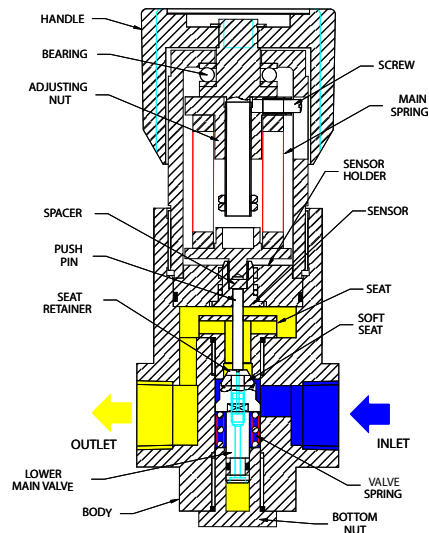 HANDLE
BEARING
ADJUSTING
NUT
SCREW
MAIN
SPRING
SENSOR
HOLDER
SPACER
SENSOR
PUSH
PIN
SEAT
RETAINER
SEAT
SOFT
SEAT
OUTLET
INLET
LOWER
MAIN VALVE
VALVE
SPRING
BODY
BOTTOM
NUT